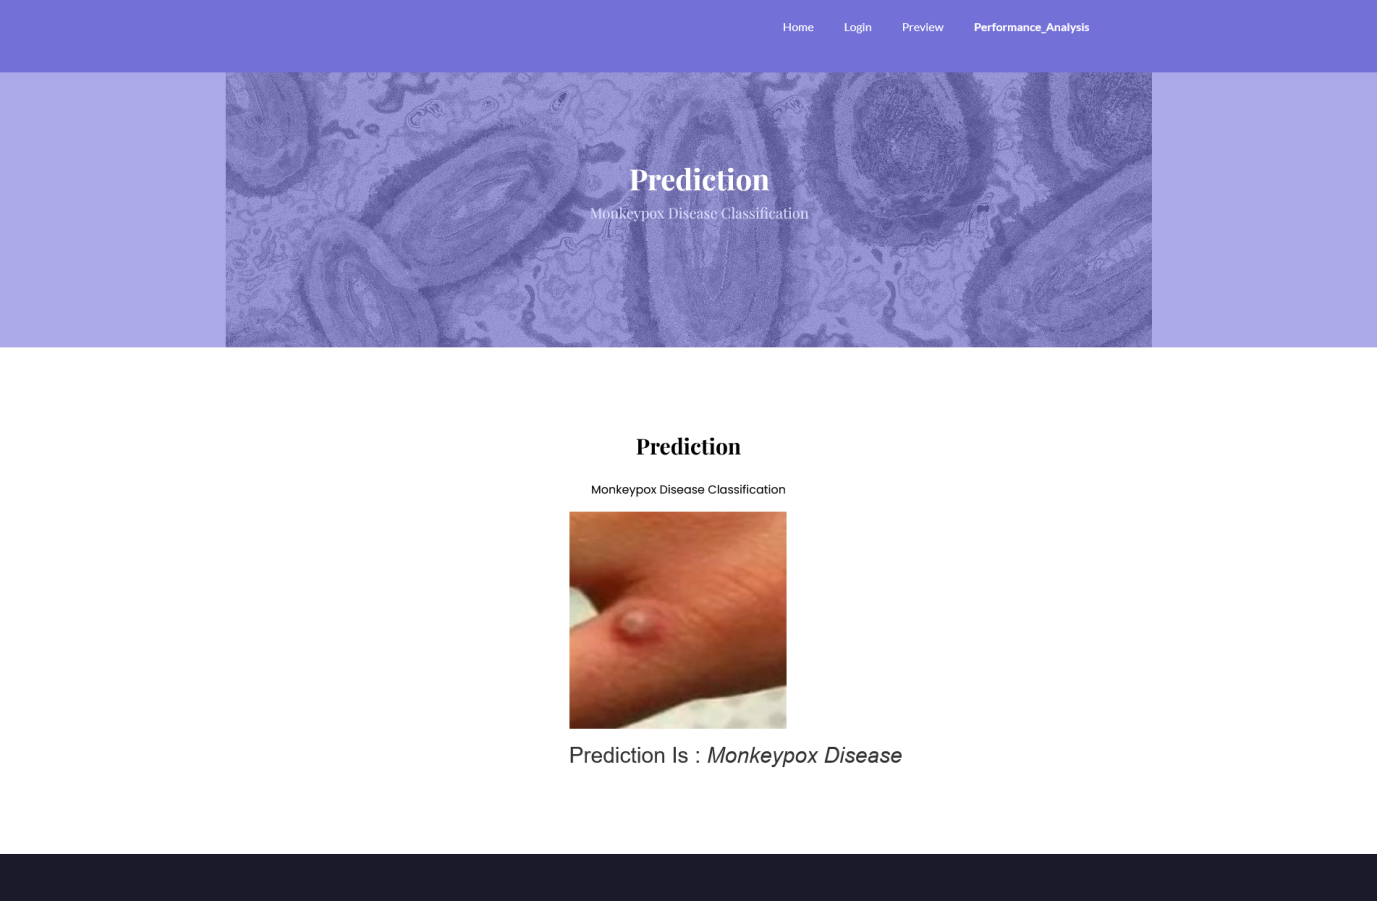 Home Login Preview Performance_Analysis
Prediction
Monkeypox Disease Classification
Prediction
Monkeypox Disease Classification
Prediction Is : Monkeypox Disease